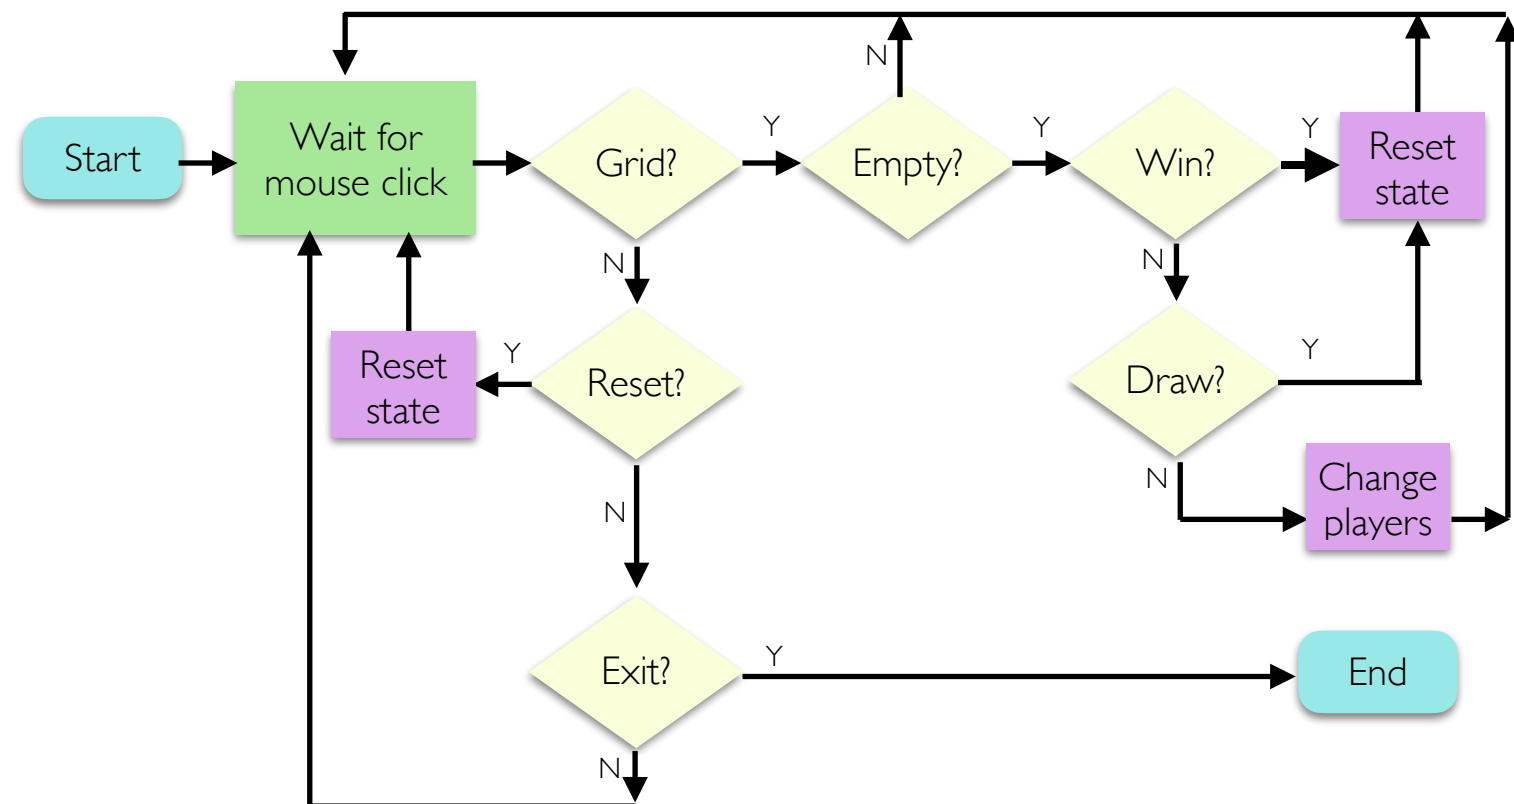 N
Start
Wait for
mouse click
Grid?
Y
Empty?
Y
Win?
Y
Reset
state
N
N
Reset
state
Y
Reset?
Draw?
Y
N
N
Change
players
Exit?
Y
End
N